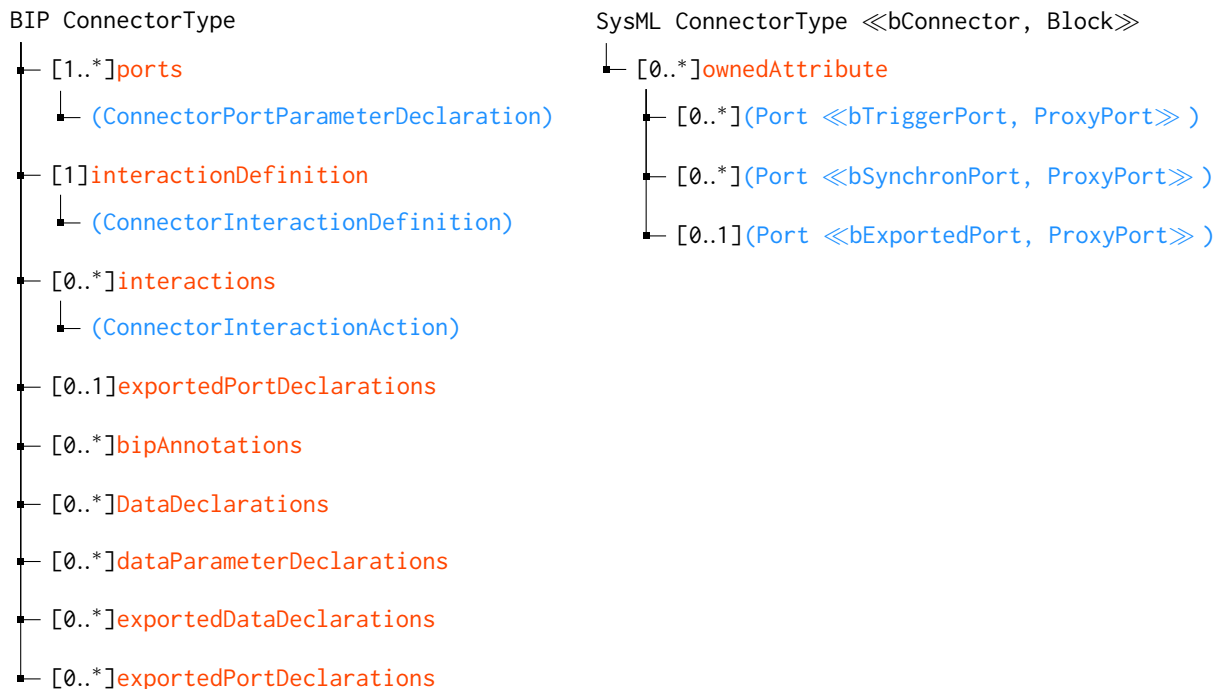 BIP ConnectorType
[1..*]ports
(ConnectorPortParameterDeclaration)
[1]interactionDefinition
(ConnectorInteractionDefinition)
[0..*]interactions
(ConnectorInteractionAction)
[0..1]exportedPortDeclarations
[0..*]bipAnnotations
[0..*]DataDeclarations
[0..*]dataParameterDeclarations
[0..*]exportedDataDeclarations
[0..*]exportedPortDeclarations
SysML ConnectorType ≪bConnector, Block≫
[0..*]ownedAttribute
[0..*](Port ≪bTriggerPort, ProxyPort≫ )
[0..*](Port ≪bSynchronPort, ProxyPort≫ )
[0..1](Port ≪bExportedPort, ProxyPort≫ )